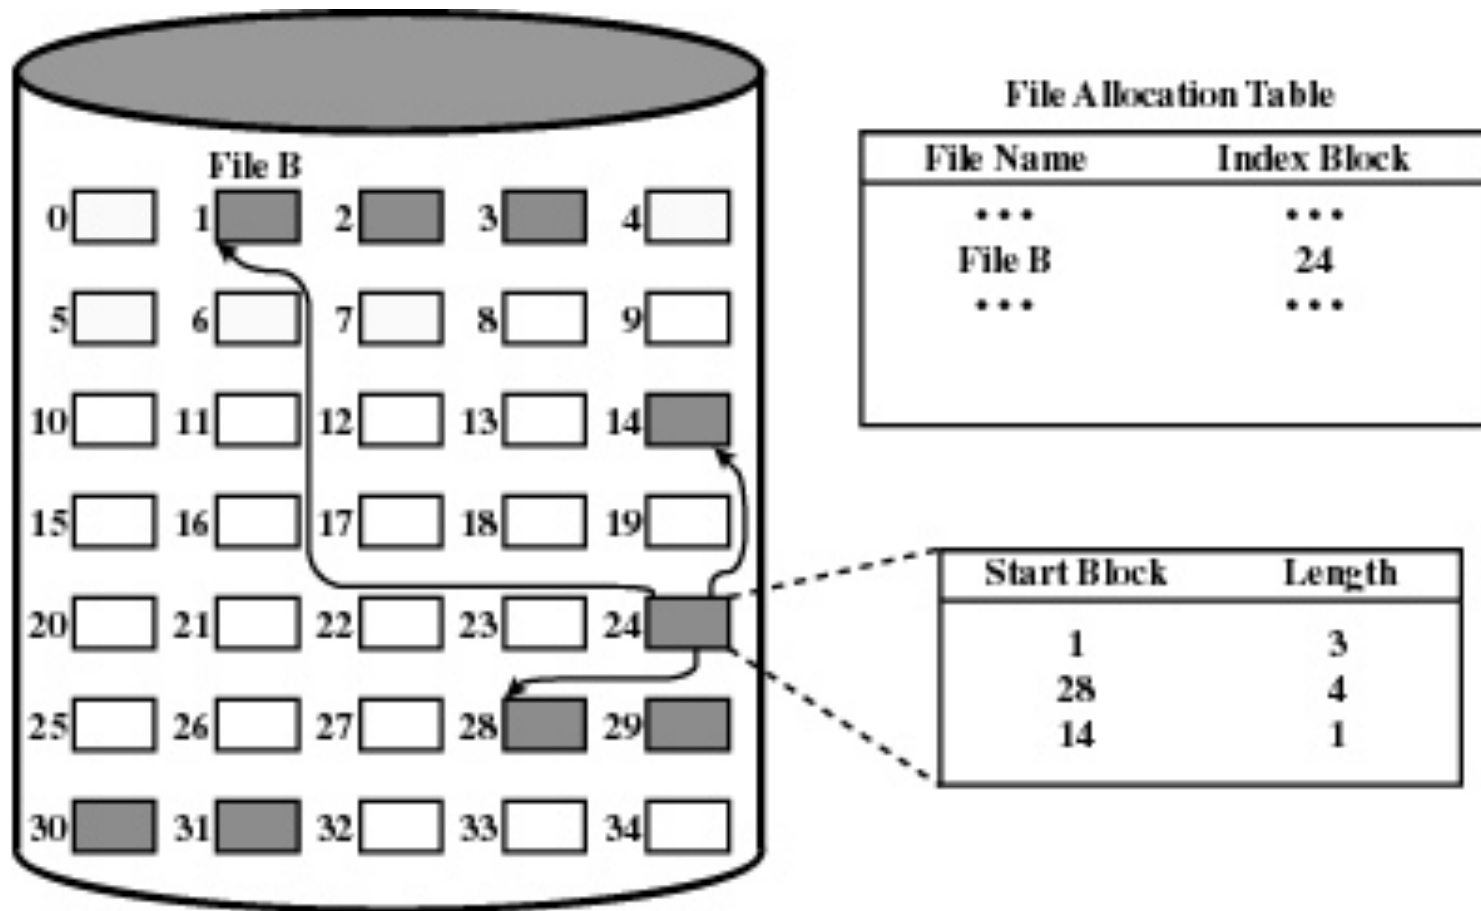 File B
0 1 2 3 4
5 6 7 8 9
10 11 12 13 14
15 16 17 18 19
20 21 22 23 24
25 26 27 28 29
30 31 32 33 34
File Allocation Table
File Name Index Block
• • • • • •
File B 24
• • • • • •
Start Block Length
1 3
28 4
14 1